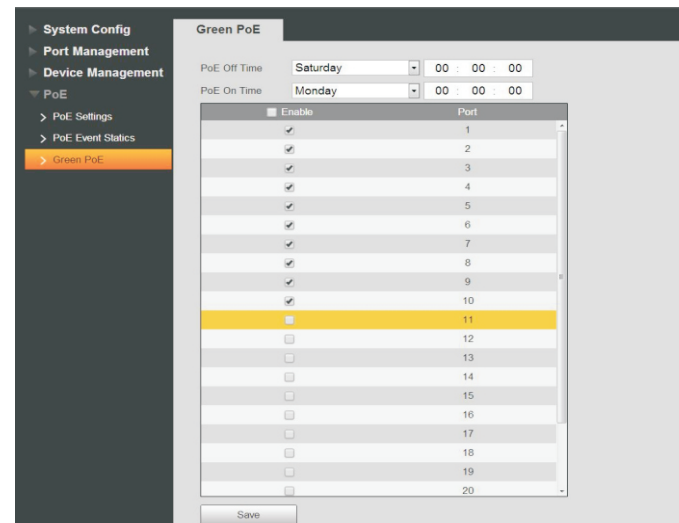 System Config
Port Management
Device Management
PoE
PoE Settings
PoE Event Statics
Green PoE
Green PoE
PoE Off Time Saturday 00 : 00 : 00
PoE On Time Monday 00 : 00 : 00
Enable Port
1
2
3
4
5
6
7
8
9
10
11
12
13
14
15
16
17
18
19
20
Save